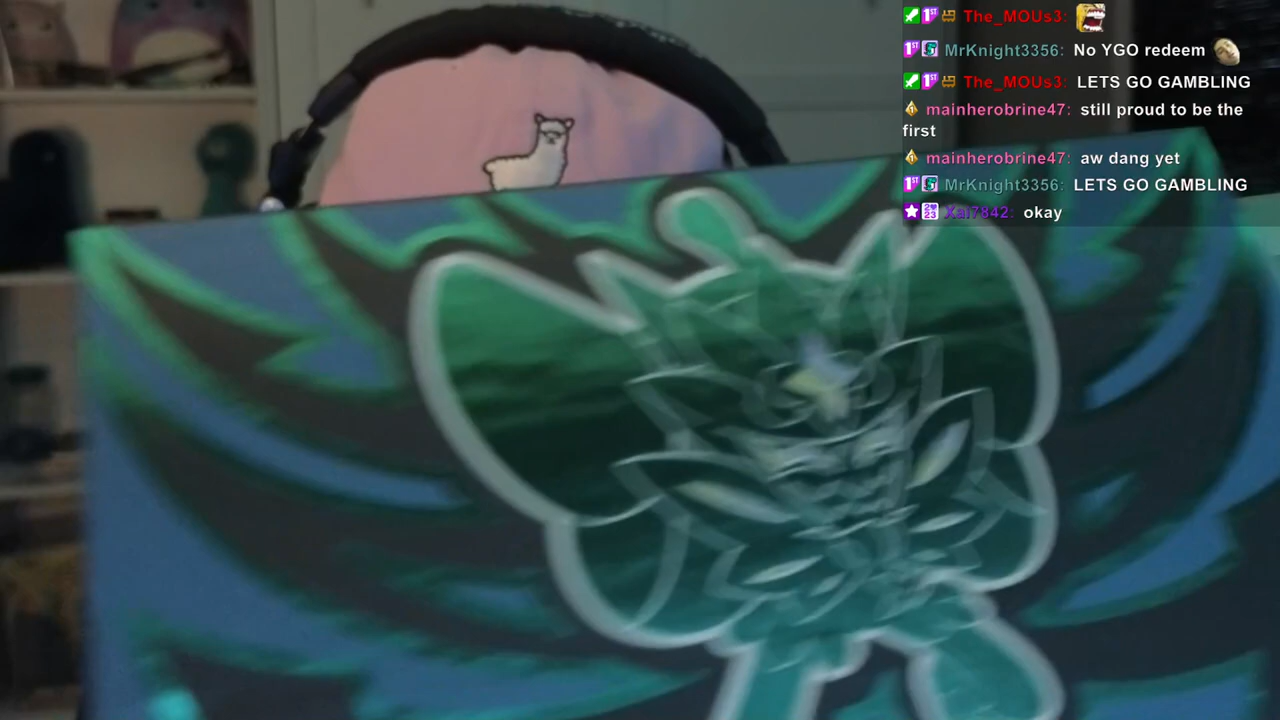 The_MOUs3:
MrKnight3356: No YGO redeem
The_MOUs3: LETS GO GAMBLING
mainherobrine47: still proud to be the
first
mainherobrine47: aw dang yet
MrKnight3356: LETS GO GAMBLING
Xai7842: okay